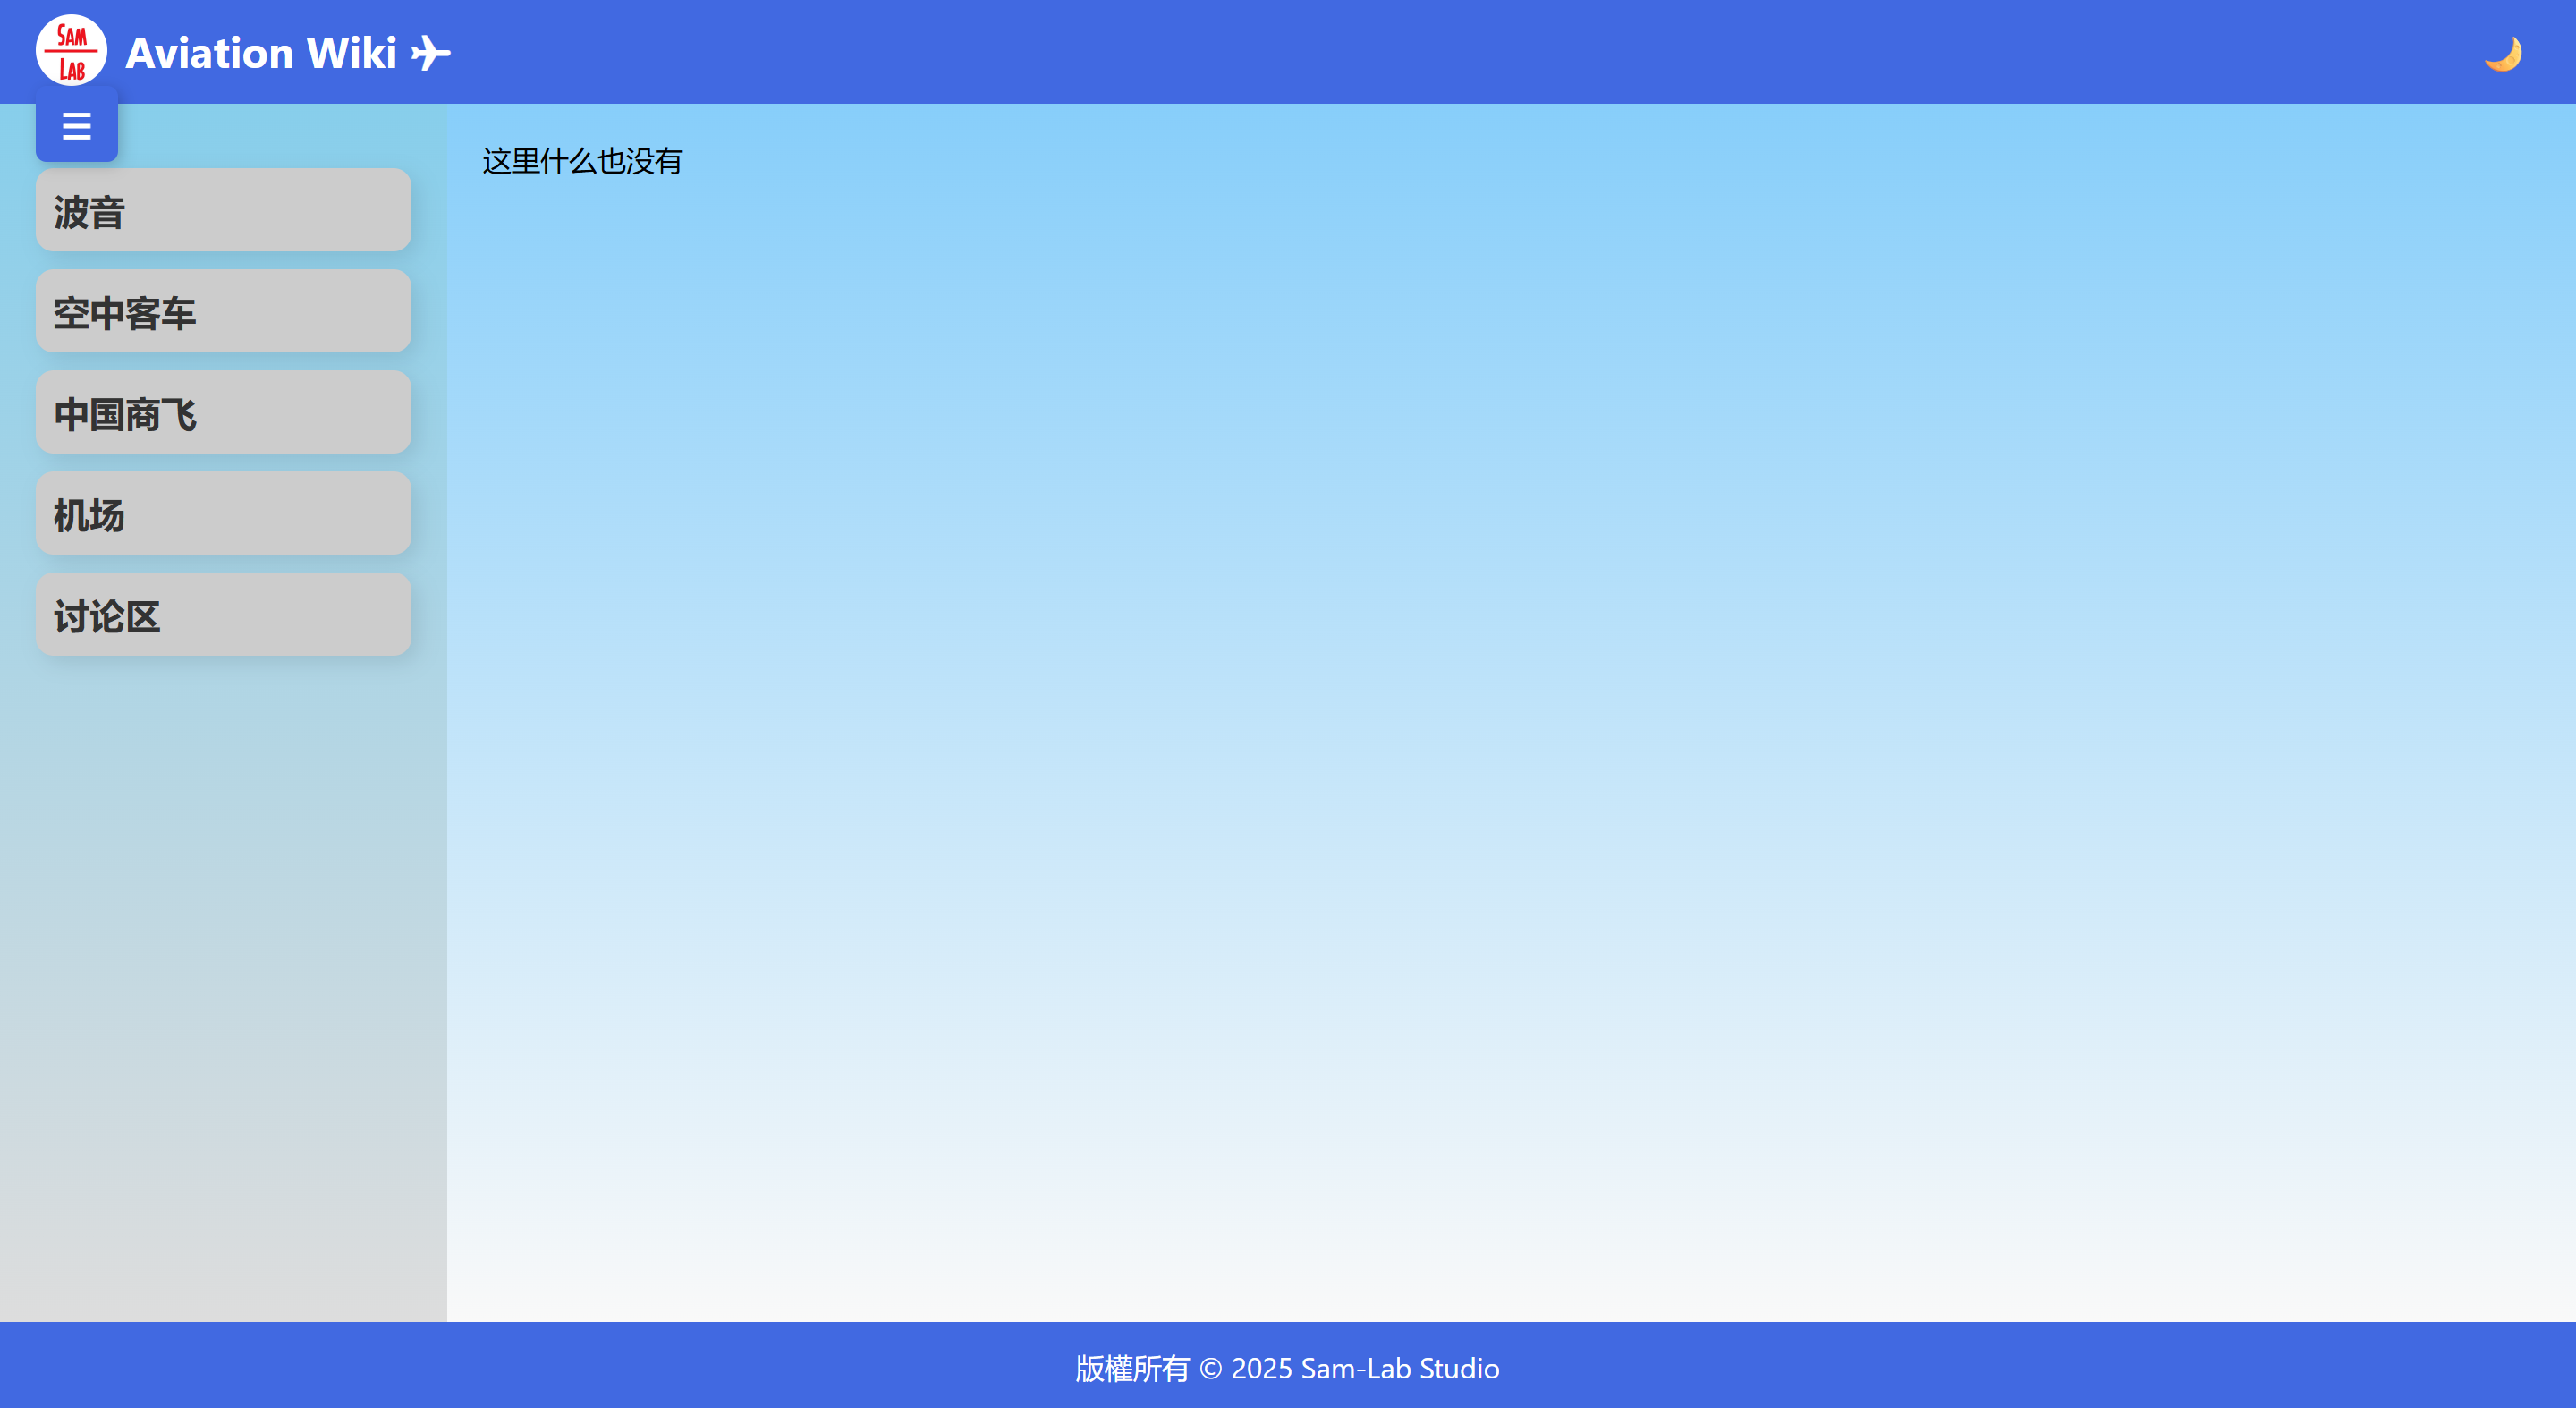 SAM
LAB
Aviation Wiki ✈
☰
这里什么也没有
波音
空中客车
中国商飞
机场
讨论区
版權所有 © 2025 Sam-Lab Studio